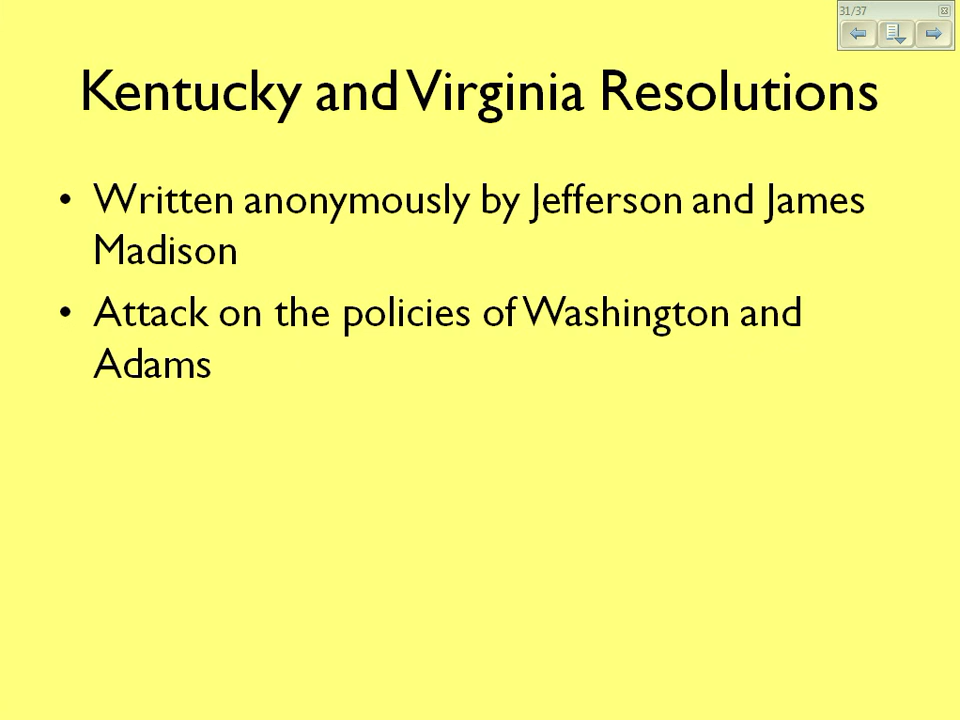 31/37
Kentucky and Virginia Resolutions
• Written anonymously by Jefferson and James
Madison
• Attack on the policies of Washington and
Adams